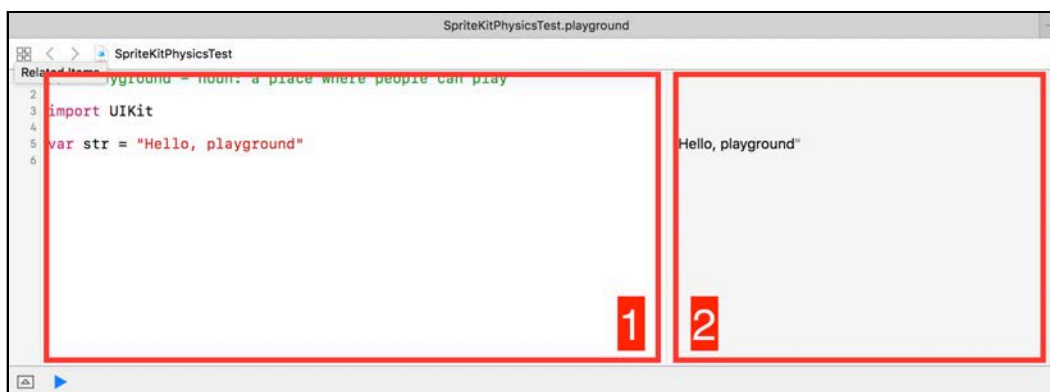 SpriteKitPhysicsTest.playground
SpriteKitPhysicsTest
Related Items
yground - noun: a place where people can play
2
3 import UIKit
4
5 var str = "Hello, playground"
Hello, playground"
6
1
2